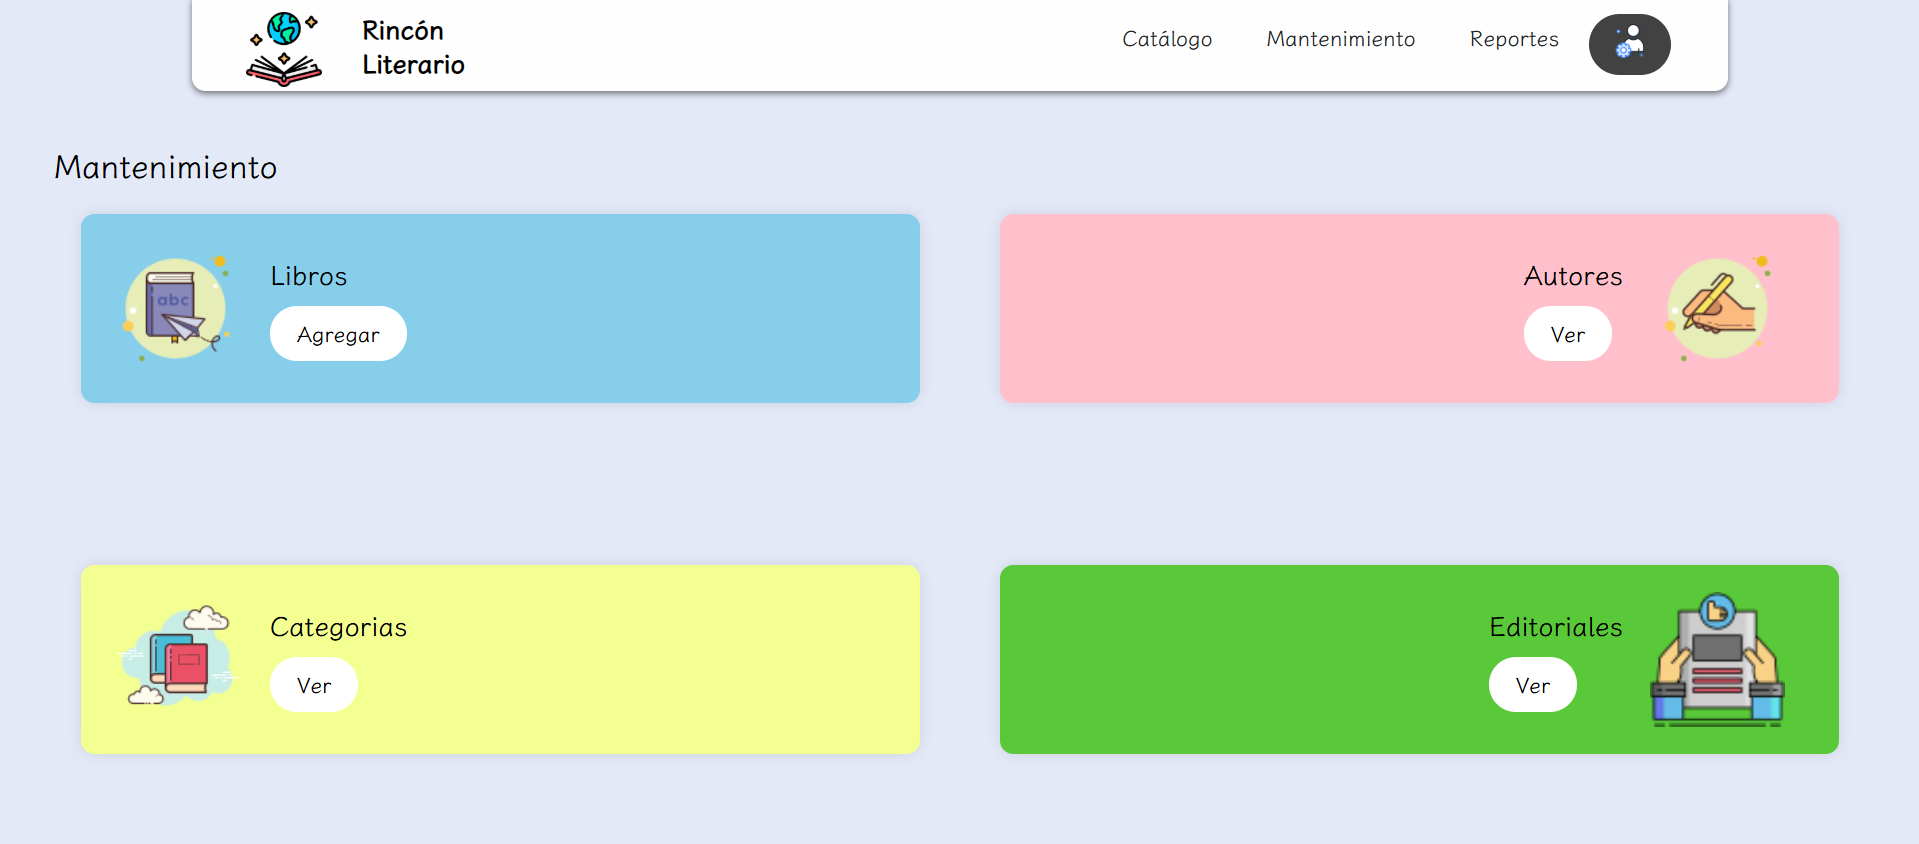 Rincón
Literario
Catálogo
Mantenimiento
Reportes
Mantenimiento
abc
Libros
Agregar
Autores
Ver
Categorias
Ver
Editoriales
Ver